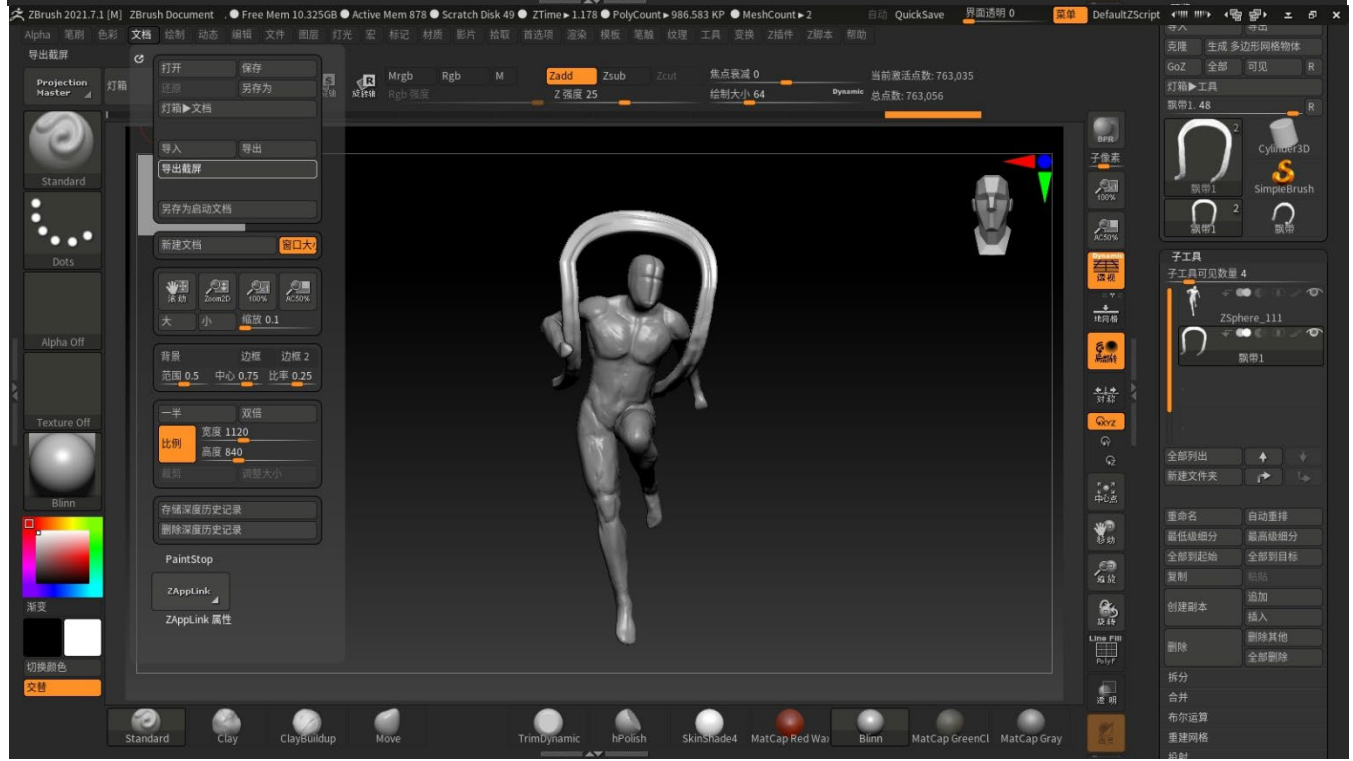 ZBrush 2021.7.1 [M] ZBrush Document . ● Free Mem 10.325GB ● Active Mem 878 ● Scratch Disk 49 ● ZTime►1.178 ● PolyCount►986.583 KP ● MeshCount►2 自动 QuickSave 界面透明 0 菜单 DefaultZScript
Alpha 笔刷 色彩 文档 绘制 动态 编辑 文件 图层 灯光 宏 标记 材质 影片 拾取 首选项 渲染 模板 笔触 纹理 工具 变换 Z插件 Z脚本 帮助
导出截屏
Projection Master
灯箱
Mrgb Rgb M
Rgb 强度
Zadd Zsub Zcut
Z 强度 25
焦点衰减 0
绘制大小 64 Dynamic
当前激活点数: 763,035
总点数: 763,056
Standard
Dots
Alpha Off
Texture Off
Blinn
渐变
切换颜色
交替
打开 保存
还原 另存为
灯箱▶文档
导入 导出
导出截屏
另存为启动文档
新建文档 窗口大小
滚动 Zoom2D 100% AC50%
大 小 缩放 0.1
背景 边框 边框 2
范围 0.5 中心 0.75 比率 0.25
一半 双倍
比例
宽度 1120
高度 840
裁剪 调整大小
存储深度历史记录
删除深度历史记录
PaintStop
ZAppLink
ZAppLink 属性
BPR
子像素
100%
AC50%
Dynamic
透视
地网格
局部转
对称
XYZ
中心点
移动
缩放
旋转
Line Fill
PolyF
透明
导入 导出
克隆 生成 多边形网格物体
GoZ 全部 可见 R
灯箱▶工具
飘带1. 48 R
2
飘带1
Cylinder3D
SimpleBrush
2
飘带1
飘带
子工具
子工具可见数量 4
ZSphere_111
飘带1
全部列出
新建文件夹
重命名 自动重排
最低级细分 最高级细分
全部到起始 全部到目标
复制 粘贴
创建副本 追加
插入
删除 删除其他
全部删除
拆分
合并
布尔运算
重建网格
投射
Standard Clay ClayBuildup Move TrimDynamic hPolish SkinShade4 MatCap Red Wax Blinn MatCap GreenCl MatCap Gray